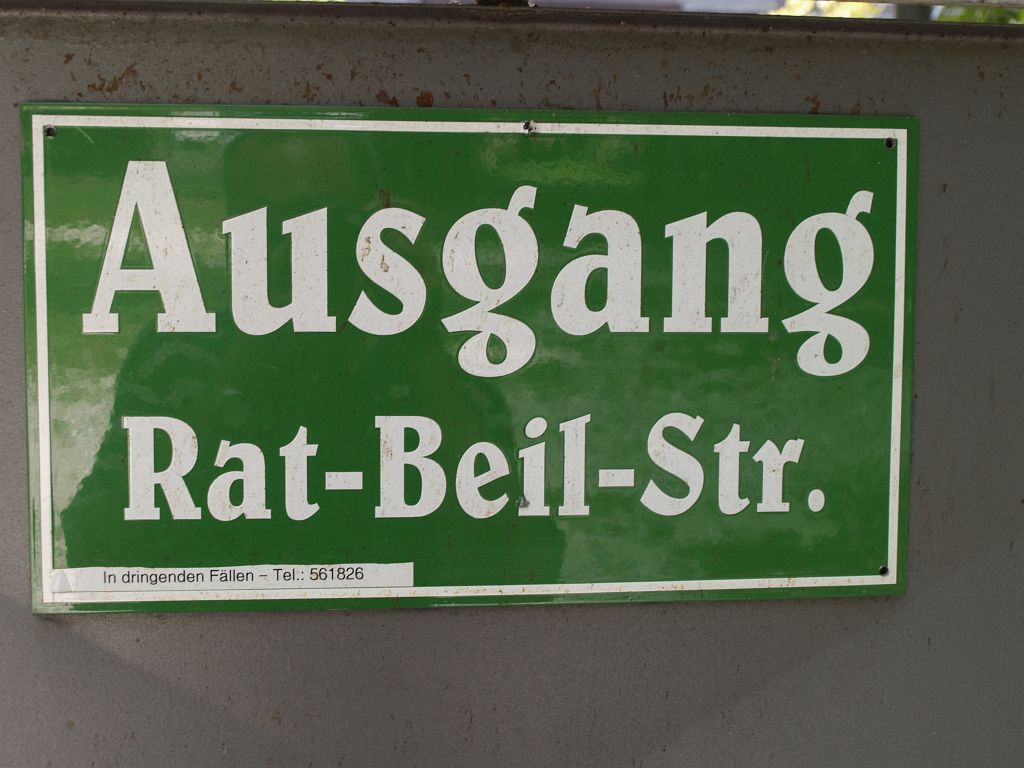 Ausgang
Rat-Beil-Str.
In dringenden Fällen – Tel.: 561826